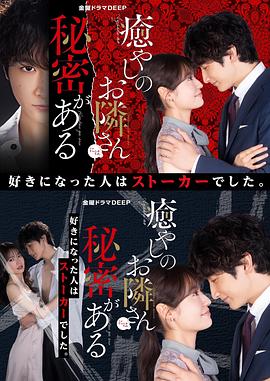 金曜ドラマDEEP
癒やしの
お隣さん
には
秘密が
ある
好きになった人はストーカーでした。
金曜ドラマDEEP
癒やしの
お隣さん
には
秘密が
ある
好きになった人は
ストーカーでした。